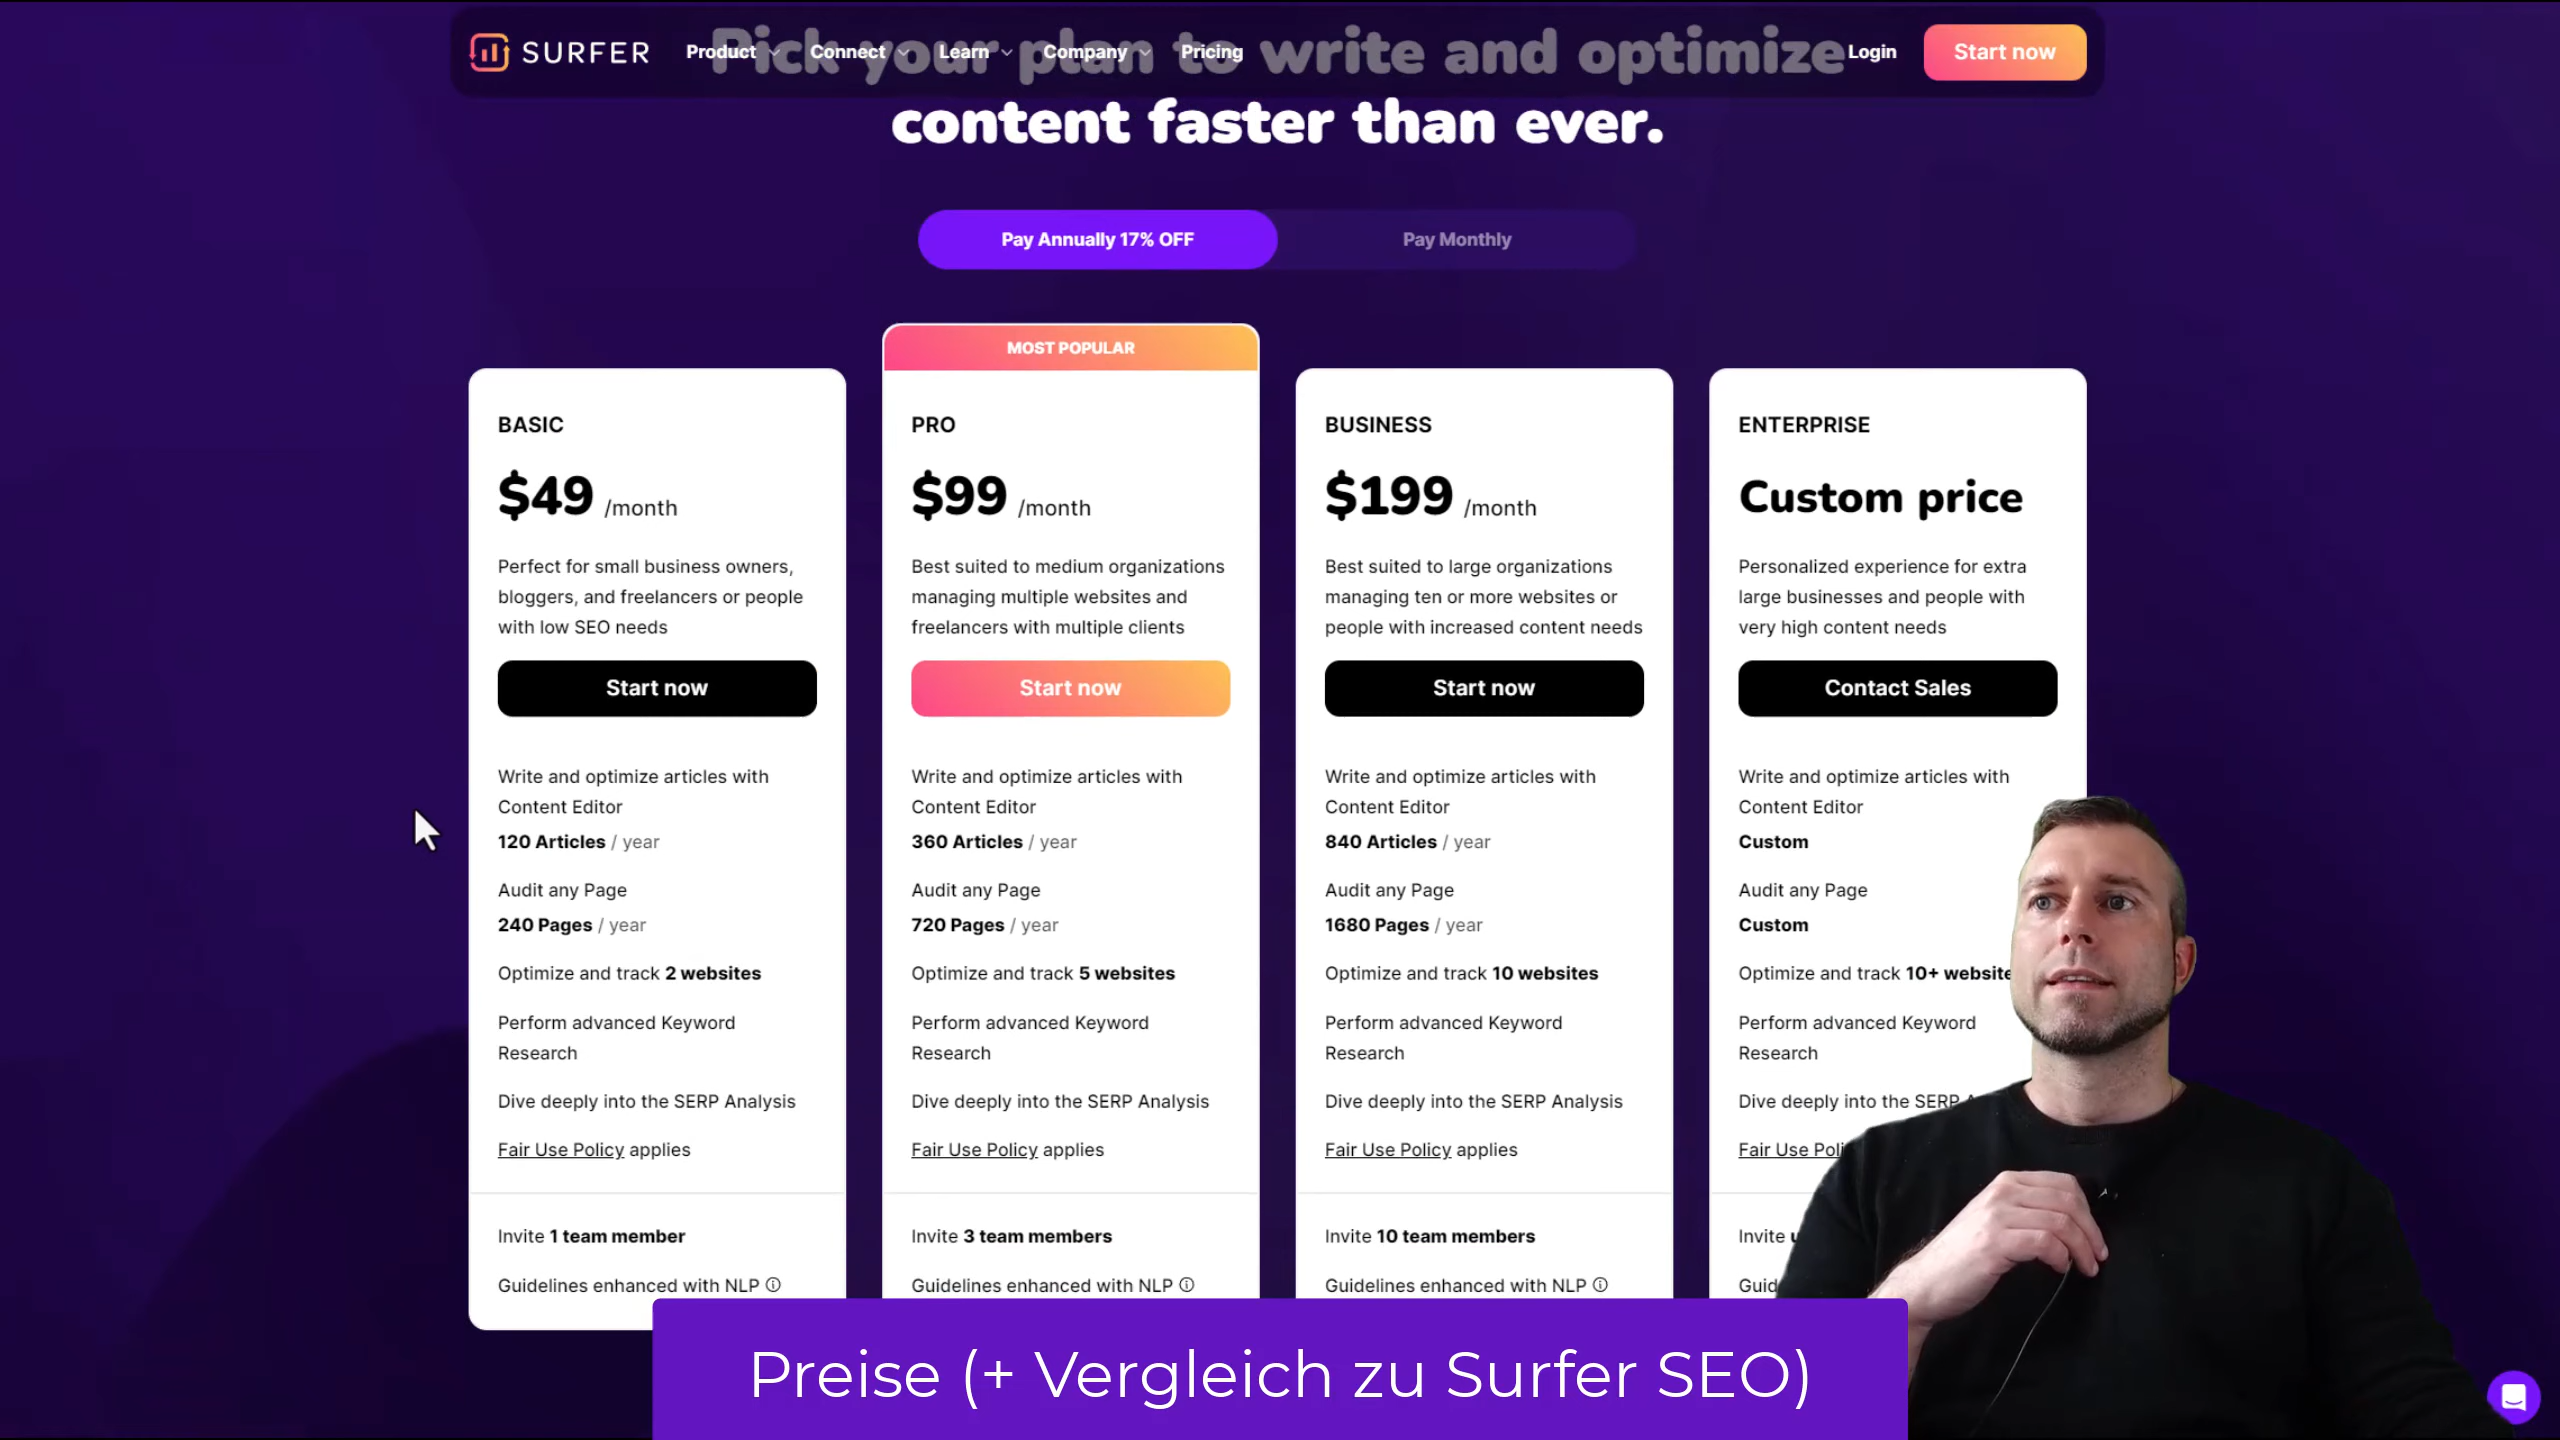 SURFER
Product
Connect
Learn
Company
Pricing
Login
Start now
Pick your plan to write and optimize
content faster than ever.
Pay Annually 17% OFF
Pay Monthly
BASIC
$49 /month
Perfect for small business owners,
bloggers, and freelancers or people
with low SEO needs
Start now
Write and optimize articles with
Content Editor
120 Articles / year
Audit any Page
240 Pages / year
Optimize and track 2 websites
Perform advanced Keyword
Research
Dive deeply into the SERP Analysis
Fair Use Policy applies
Invite 1 team member
Guidelines enhanced with NLP
MOST POPULAR
PRO
$99 /month
Best suited to medium organizations
managing multiple websites and
freelancers with multiple clients
Start now
Write and optimize articles with
Content Editor
360 Articles / year
Audit any Page
720 Pages / year
Optimize and track 5 websites
Perform advanced Keyword
Research
Dive deeply into the SERP Analysis
Fair Use Policy applies
Invite 3 team members
Guidelines enhanced with NLP
BUSINESS
$199 /month
Best suited to large organizations
managing ten or more websites or
people with increased content needs
Start now
Write and optimize articles with
Content Editor
840 Articles / year
Audit any Page
1680 Pages / year
Optimize and track 10 websites
Perform advanced Keyword
Research
Dive deeply into the SERP Analysis
Fair Use Policy applies
Invite 10 team members
Guidelines enhanced with NLP
ENTERPRISE
Custom price
Personalized experience for extra
large businesses and people with
very high content needs
Contact Sales
Write and optimize articles with
Content Editor
Custom
Audit any Page
Custom
Optimize and track 10+
Perform advanced Keyword
Research
Dive deeply into the SERP
Fair Use
Invite
Preise (+ Vergleich zu Surfer SEO)